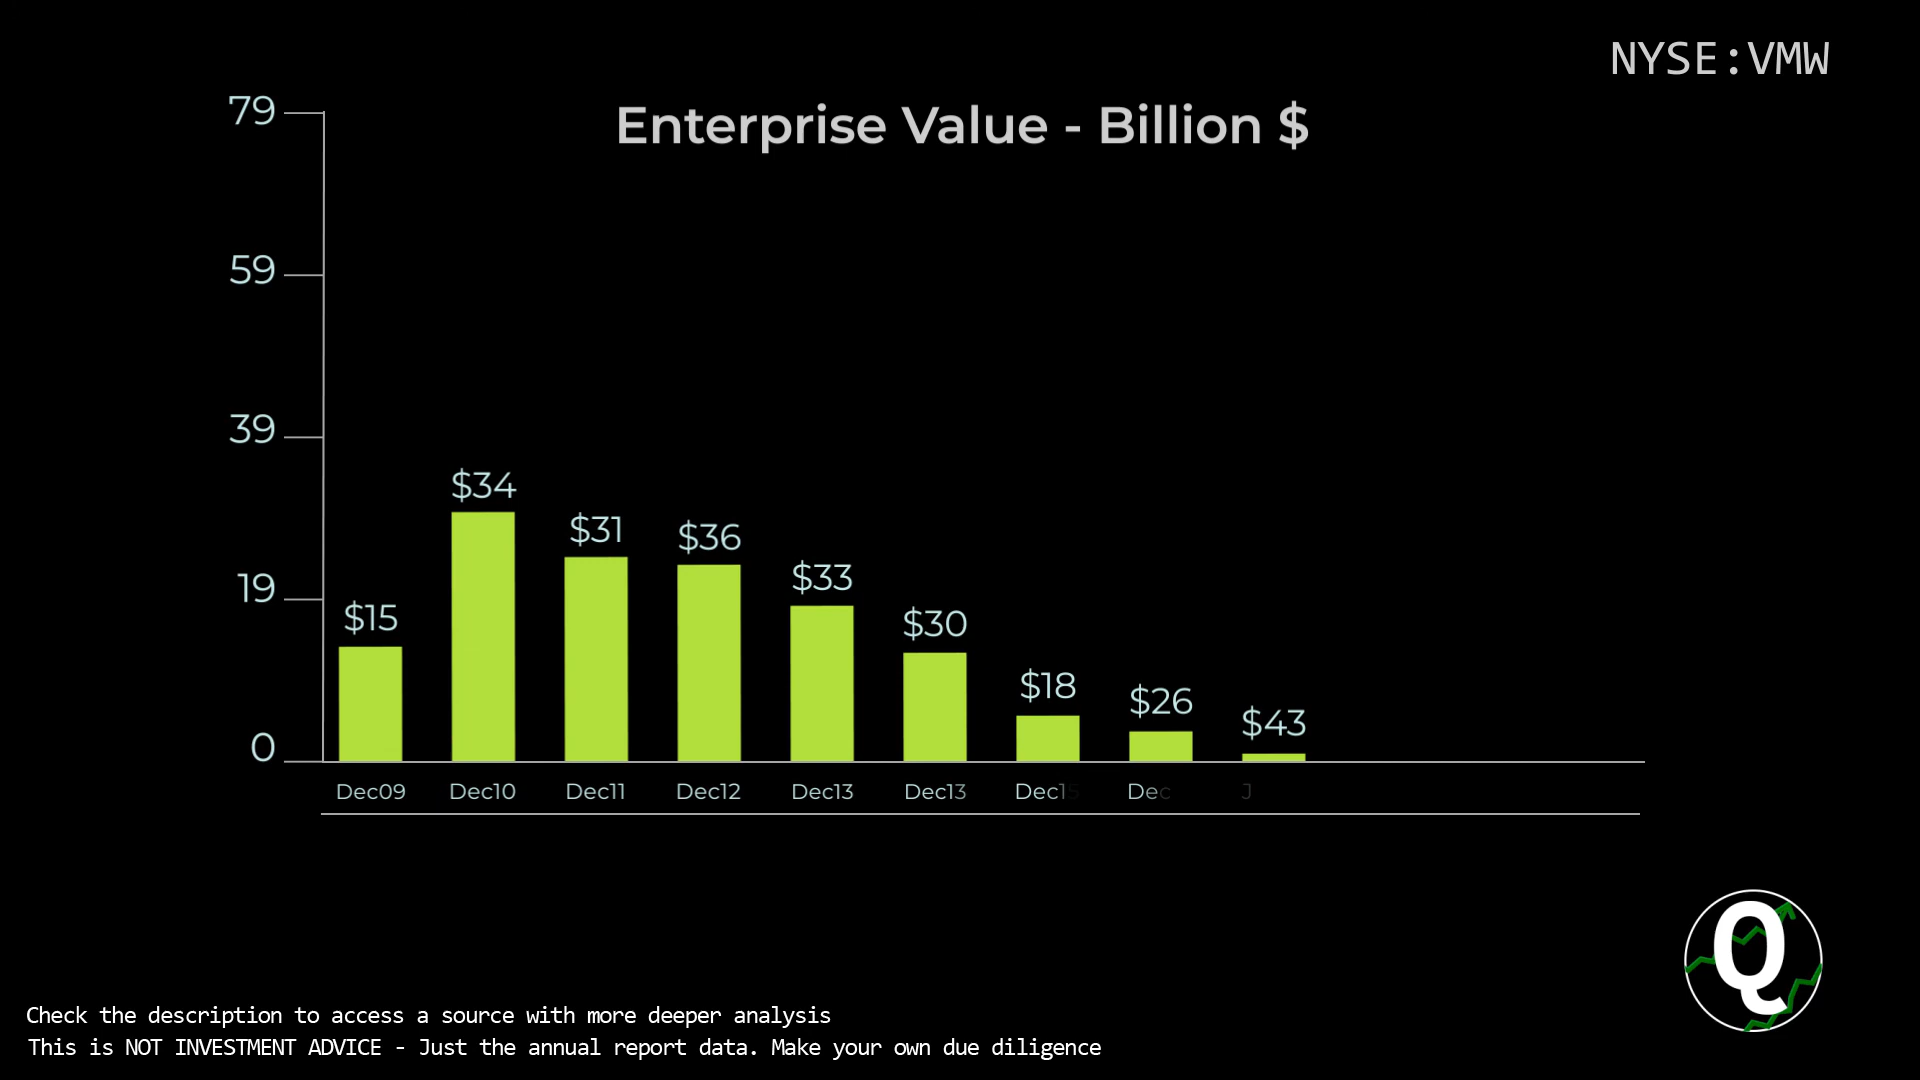 NYSE:VMW
Enterprise Value - Billion $
79
59
39
19
0
$15
$34
$31
$36
$33
$30
$18
$26
$43
Dec09
Dec10
Dec11
Dec12
Dec13
Dec13
Dec15
Dec
J
Q
Check the description to access a source with more deeper analysis
This is NOT INVESTMENT ADVICE - Just the annual report data. Make your own due diligence